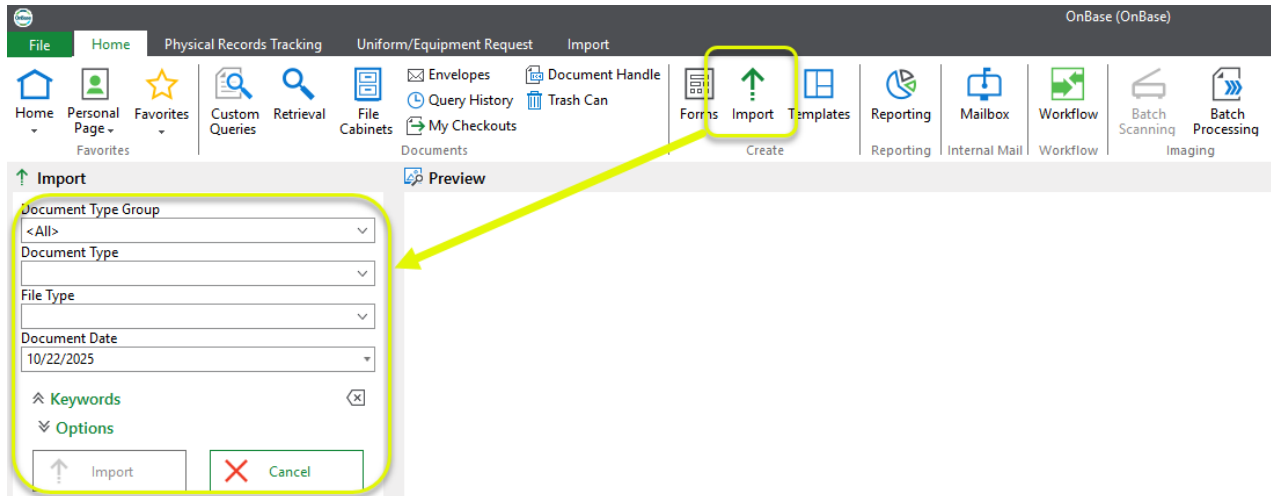 OnBase (OnBase)
File Home Physical Records Tracking Uniform/Equipment Request Import
Home Personal Page Favorites
Custom Queries Retrieval File Cabinets
Envelopes Document Handle
Query History Trash Can
My Checkouts
Forms Import Templates
Reporting Mailbox Workflow
Batch Scanning Batch Processing
Favorites Documents Create Reporting Internal Mail Workflow Imaging
Import Preview
Document Type Group
<All>
Document Type
File Type
Document Date
10/22/2025
Keywords
Options
Import Cancel